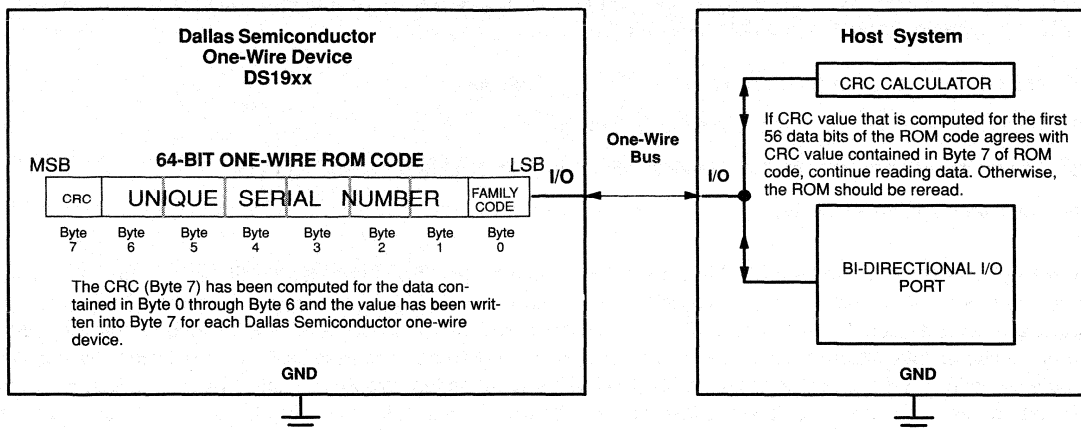 Dallas Semiconductor
One-Wire Device
DS19xx
64-BIT ONE-WIRE ROM CODE
MSB
LSB
I/O
CRC
UNIQUE SERIAL NUMBER
FAMILY
CODE
Byte
7
Byte
6
Byte
5
Byte
4
Byte
3
Byte
2
Byte
1
Byte
0
The CRC (Byte 7) has been computed for the data con-
tained in Byte 0 through Byte 6 and the value has been writ-
ten into Byte 7 for each Dallas Semiconductor one-wire
device.
GND
One-Wire
Bus
Host System
CRC CALCULATOR
If CRC value that is computed for the first
56 data bits of the ROM code agrees with
CRC value contained in Byte 7 of ROM
code, continue reading data. Otherwise,
the ROM should be reread.
I/O
BI-DIRECTIONAL I/O
PORT
GND